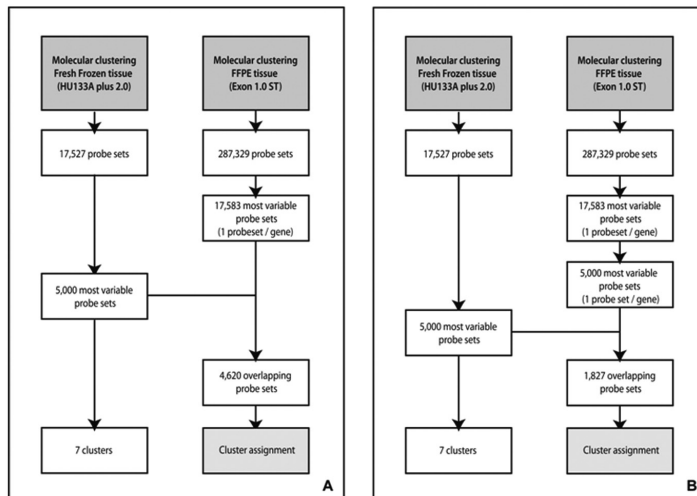 Molecular clustering
Fresh Frozen tissue
(HU133A plus 2.0)
Molecular clustering
FFPE tissue
(Exon 1.0 ST)
17,527 probe sets
287,329 probe sets
17,583 most variable
probe sets
(1 probeset / gene)
5,000 most variable
probe sets
4,620 overlapping
probe sets
7 clusters
Cluster assignment
A
Molecular clustering
Fresh Frozen tissue
(HU133A plus 2.0)
Molecular clustering
FFPE tissue
(Exon 1.0 ST)
17,527 probe sets
287,329 probe sets
17,583 most variable
probe sets
(1 probeset / gene)
5,000 most variable
probe sets
(1 probe set / gene)
5,000 most variable
probe sets
1,827 overlapping
probe sets
7 clusters
Cluster assignment
B